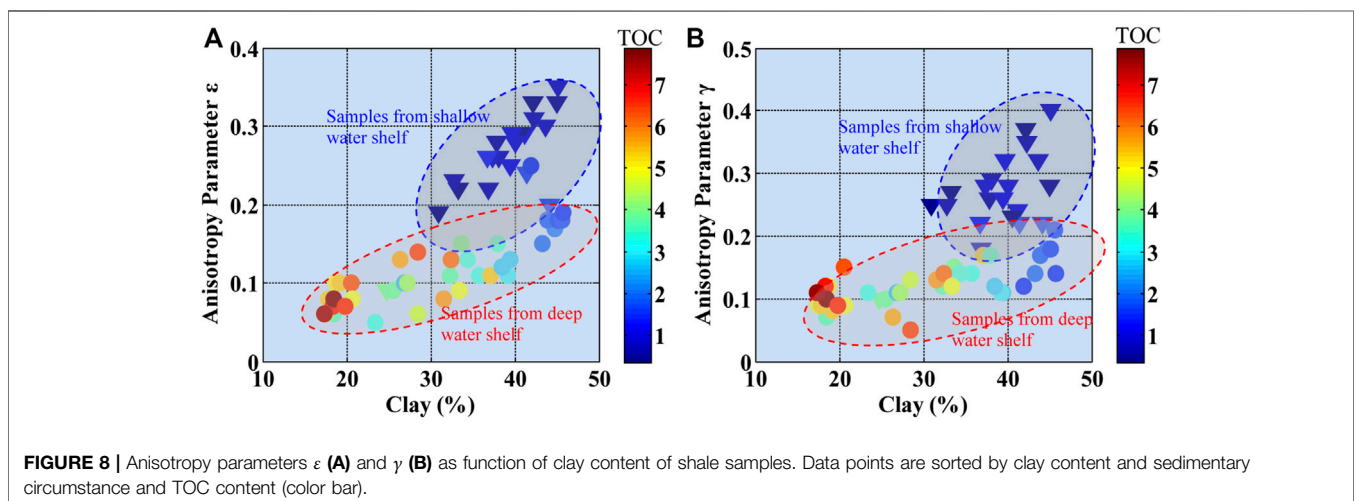 A
TOC
0.4
0.3
0.2
0.1
0
Anisotropy Parameter ε
Samples from shallow
water shelf
Samples from deep
water shelf
10 20 30 40 50
Clay (%)
7
6
5
4
3
2
1
B
TOC
0.5
0.4
0.3
0.2
0.1
0
Anisotropy Parameter γ
Samples from shallow
water shelf
Samples from deep
water shelf
10 20 30 40 50
Clay (%)
7
6
5
4
3
2
1
FIGURE 8 | Anisotropy parameters ε (A) and γ (B) as function of clay content of shale samples. Data points are sorted by clay content and sedimentary
circumstance and TOC content (color bar).